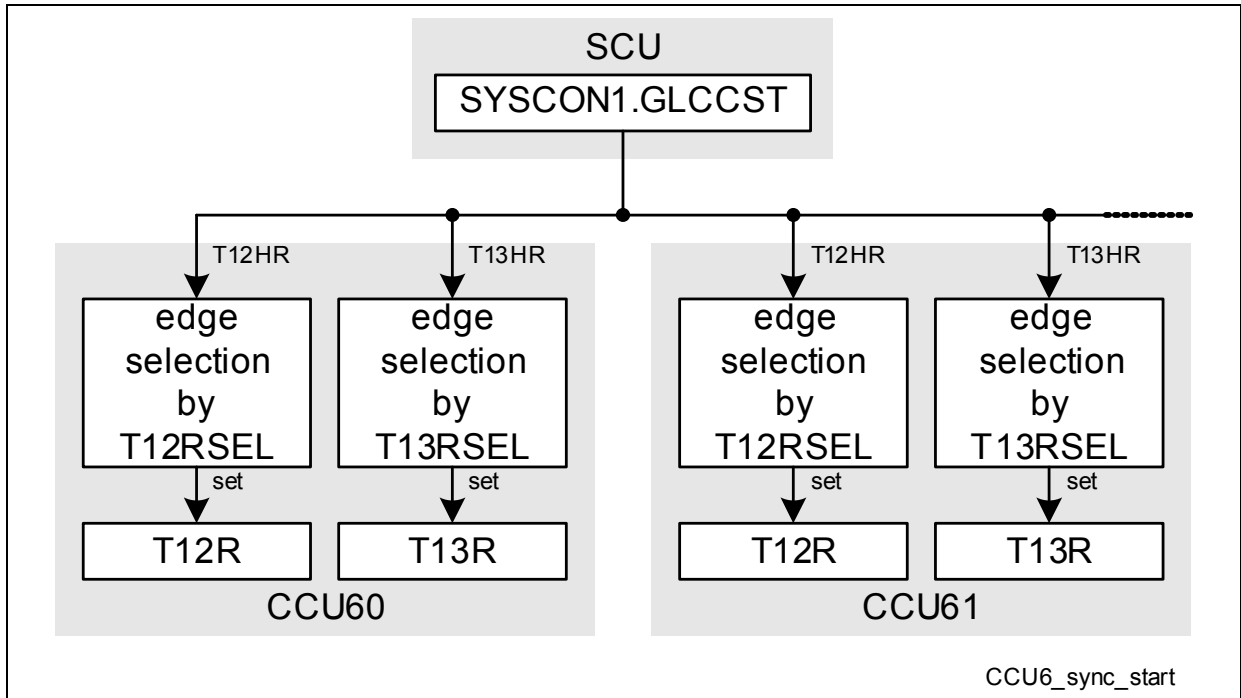 SCU
SYSCON1.GLCCST
T12HR
T13HR
T12HR
T13HR
edge
selection
by
T12RSEL
edge
selection
by
T13RSEL
edge
selection
by
T12RSEL
edge
selection
by
T13RSEL
set
set
set
set
T12R
T13R
T12R
T13R
CCU60
CCU61
CCU6_sync_start